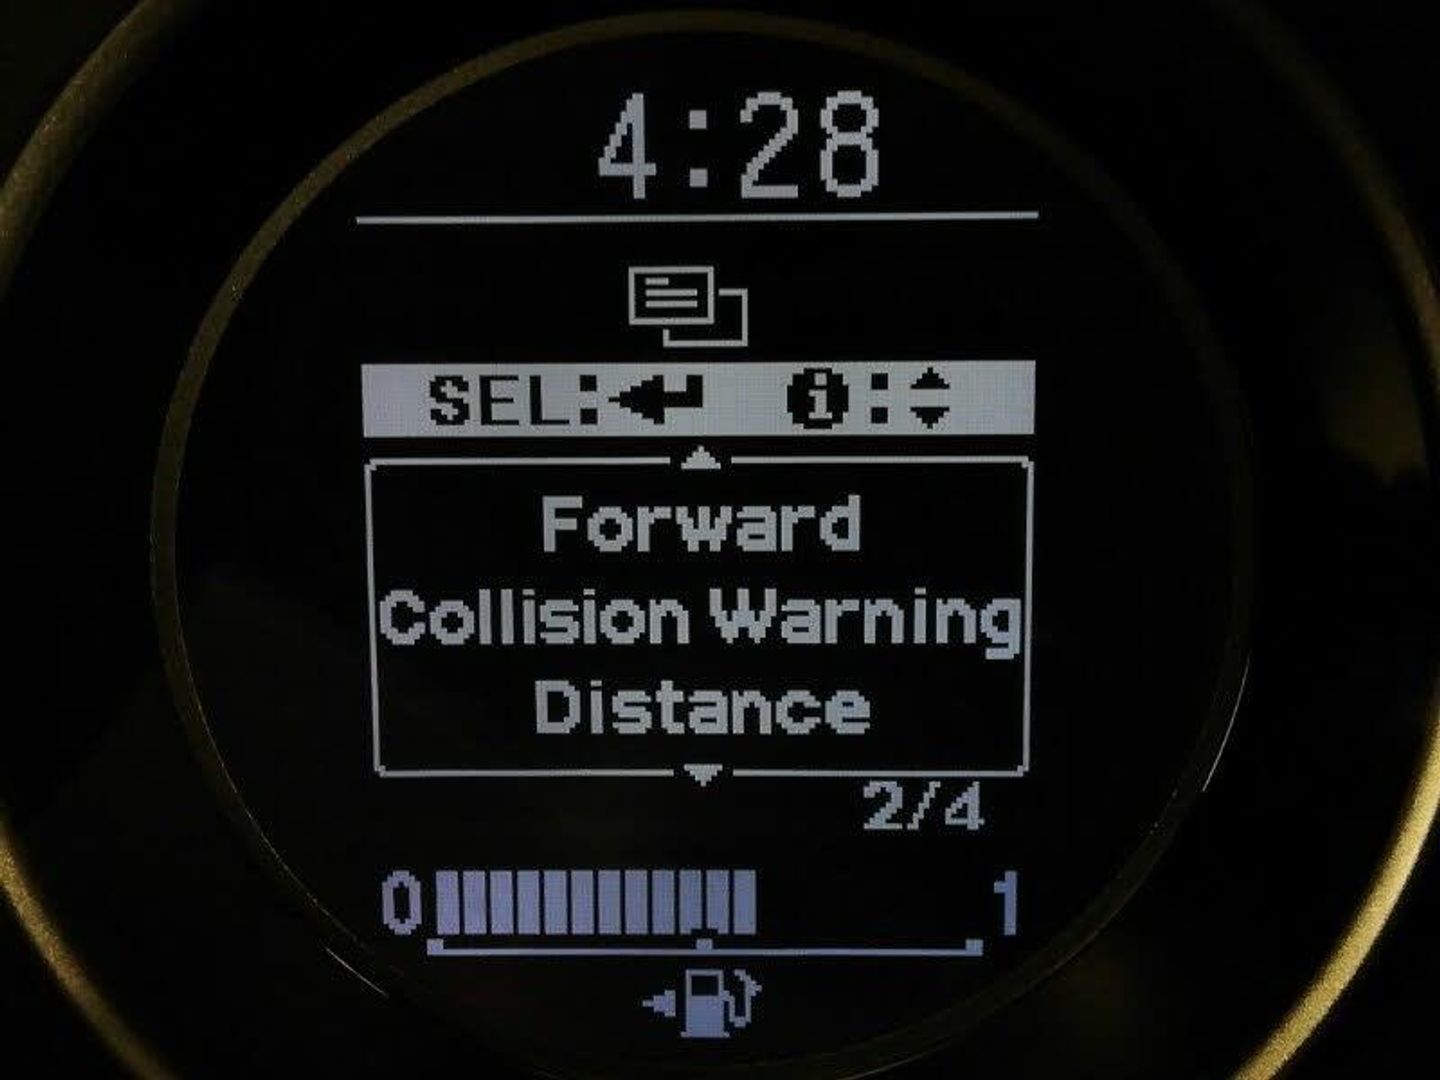 4:28
SEL: i:
Forward
Collision Warning
Distance
2/4
0 1